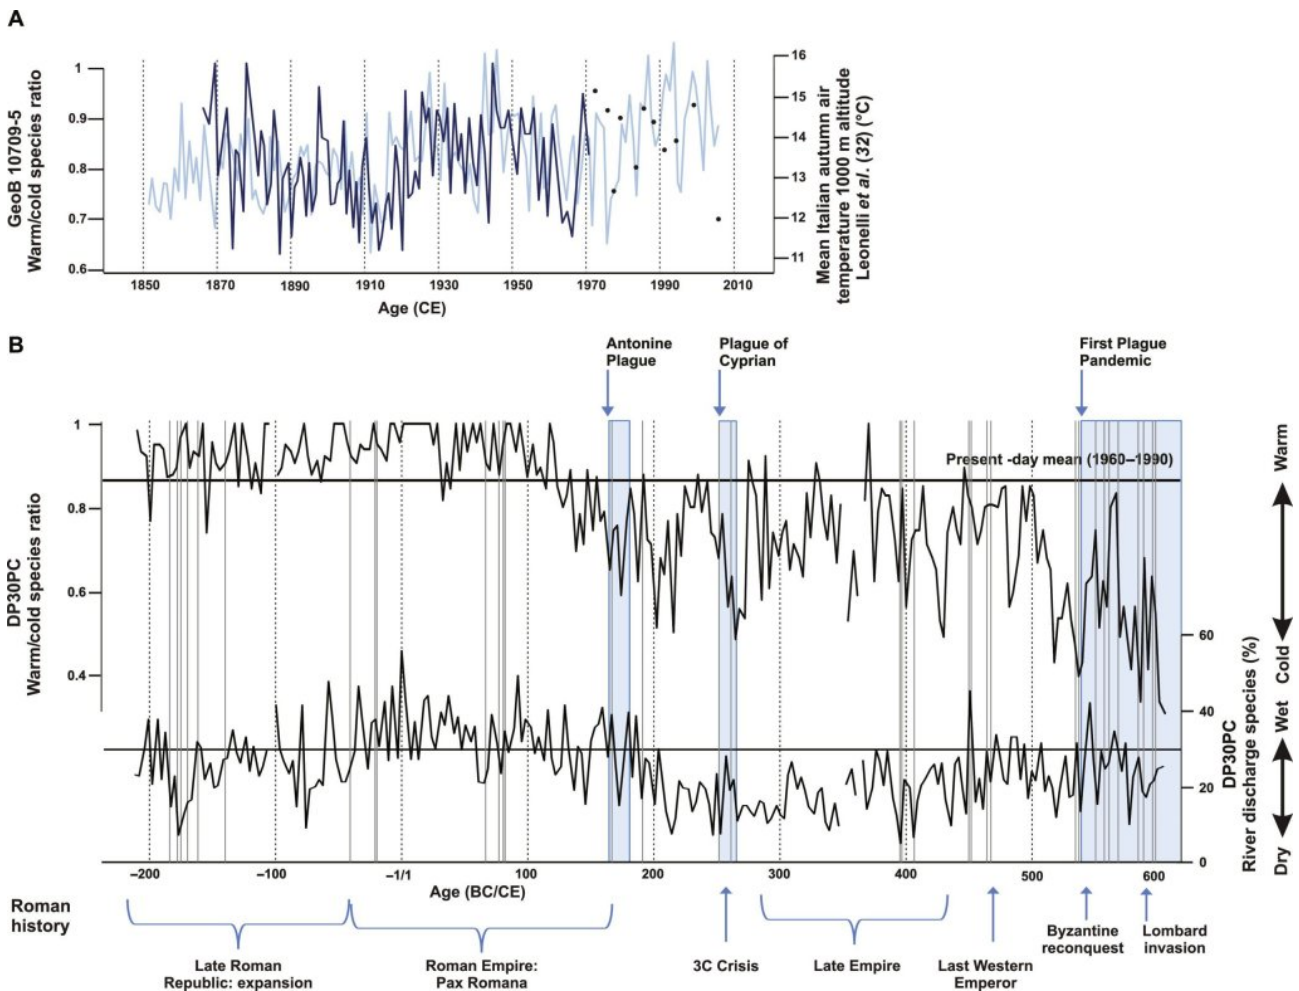 A
GeoB 10709-5
Warm/cold species ratio
1
0.9
0.8
0.7
0.6
16
15
14
13
12
11
Mean Italian autumn air
temperature 1000 m altitude
Leonelli et al. (32) (°C)
1850 1870 1890 1910 1930 1950 1970 1990 2010
Age (CE)
B
Antonine
Plague
Plague of
Cyprian
First Plague
Pandemic
DP30PC
Warm/cold species ratio
1
0.8
0.6
0.4
Present -day mean (1960–1990)
60
40
20
0
DP30PC
River discharge species (%)
Warm
Cold
Wet
Dry
–200 –100 –1/1 100 200 300 400 500 600
Age (BC/CE)
Roman
history
Late Roman
Republic: expansion
Roman Empire:
Pax Romana
3C Crisis
Late Empire
Last Western
Emperor
Byzantine
reconquest
Lombard
invasion